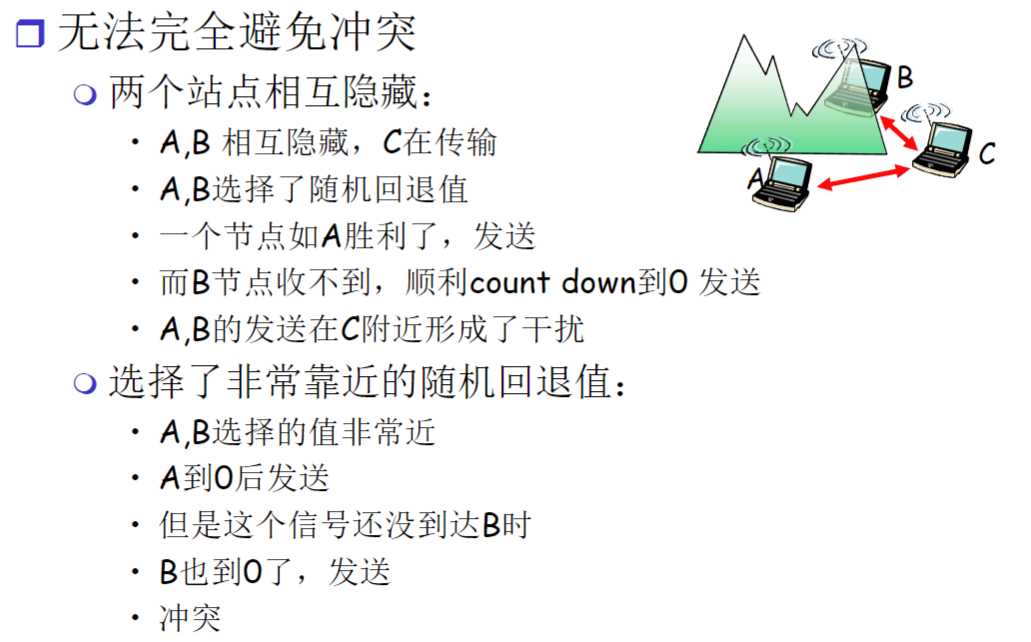 无法完全避免冲突
两个站点相互隐藏：
A,B 相互隐藏，C在传输
A,B选择了随机回退值
一个节点如A胜利了，发送
而B节点收不到，顺利count down到0 发送
A,B的发送在C附近形成了干扰
选择了非常靠近的随机回退值：
A,B选择的值非常近
A到0后发送
但是这个信号还没到达B时
B也到0了，发送
冲突
B
C
A